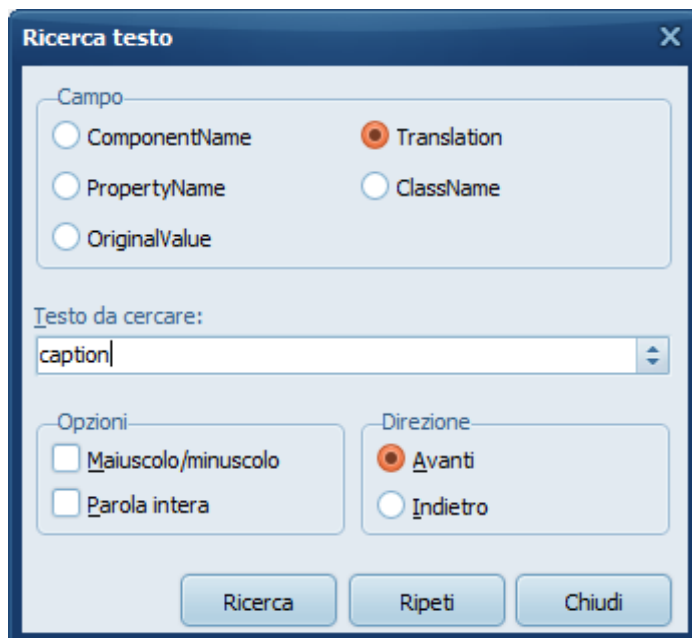 Ricerca testo
Campo
ComponentName
Translation
PropertyName
ClassName
OriginalValue
Testo da cercare:
caption
Opzioni
Direzione
Maiuscolo/minuscolo
Avanti
Parola intera
Indietro
Ricerca
Ripeti
Chiudi